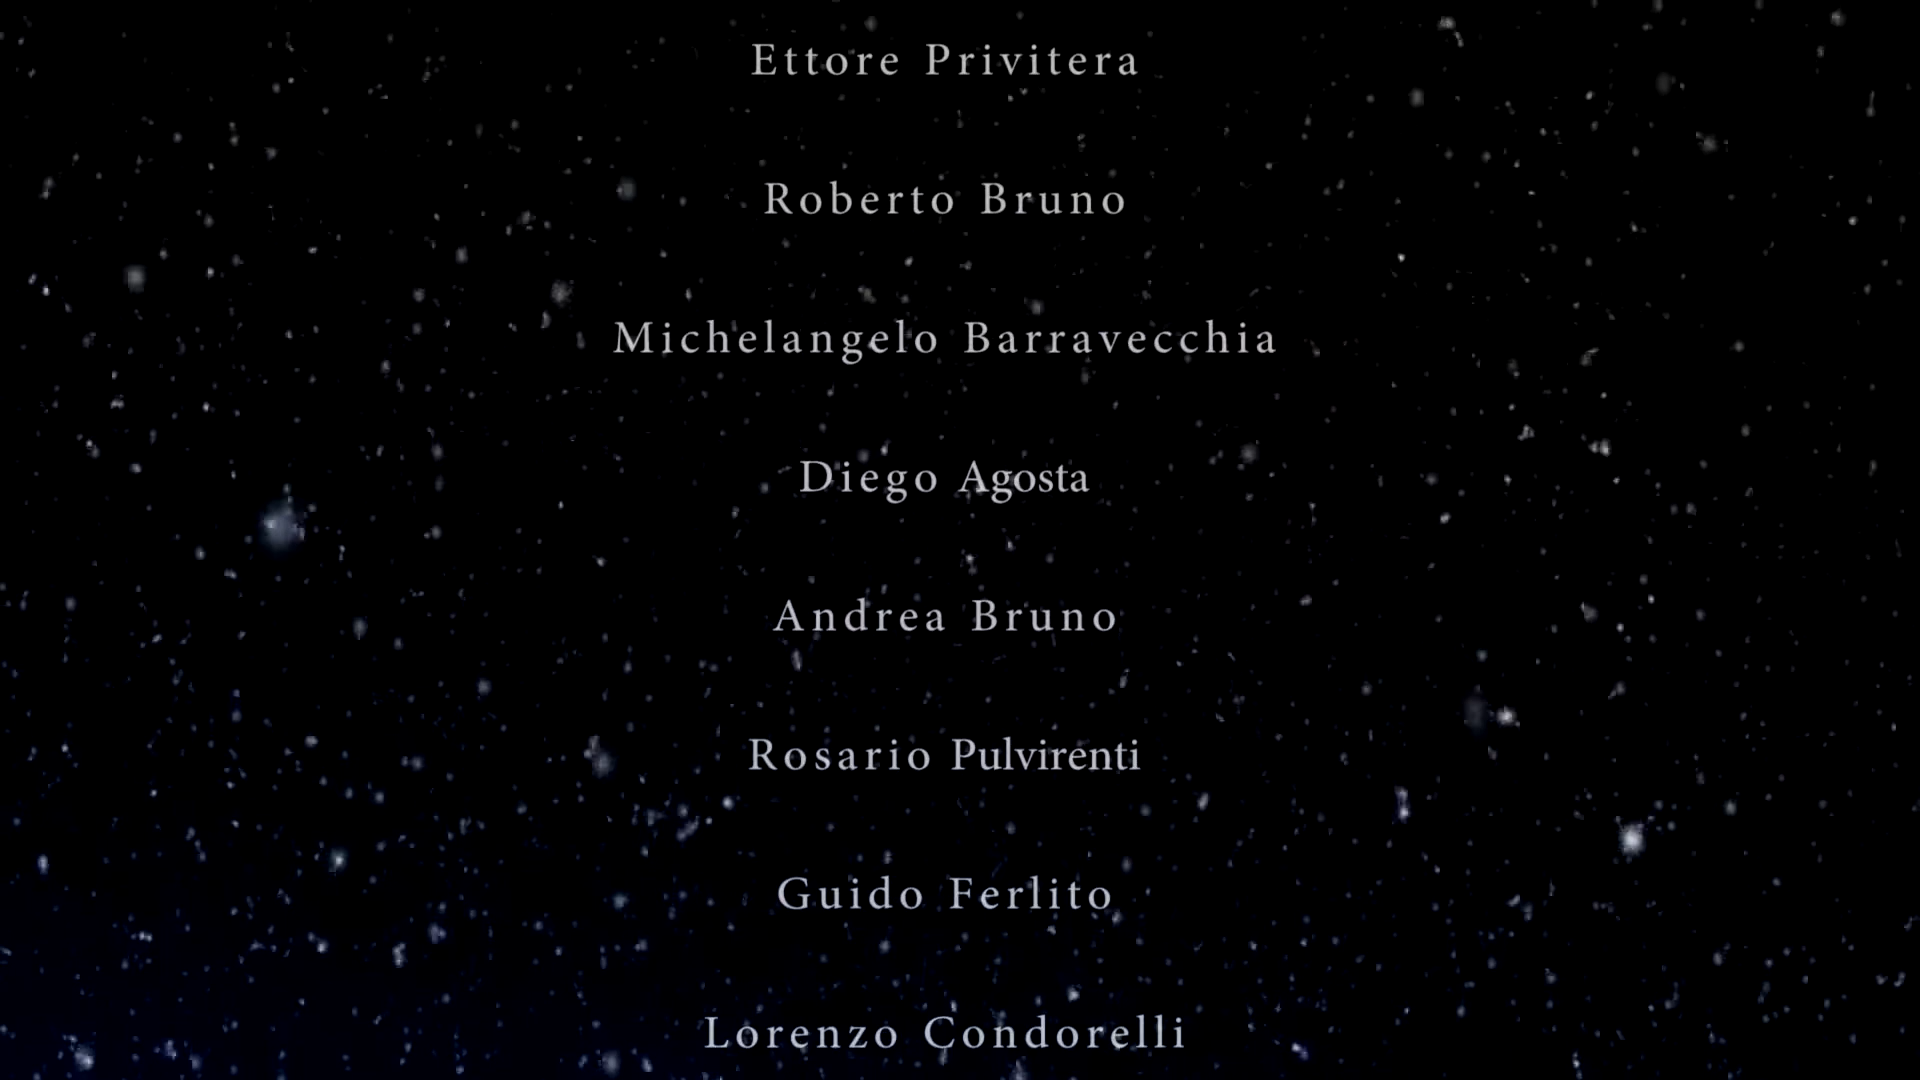 Ettore Privitera
Roberto Bruno
Michelangelo Barravecchia
Diego Agosta
Andrea Bruno
Rosario Pulvirenti
Guido Ferlito
Lorenzo Condorelli